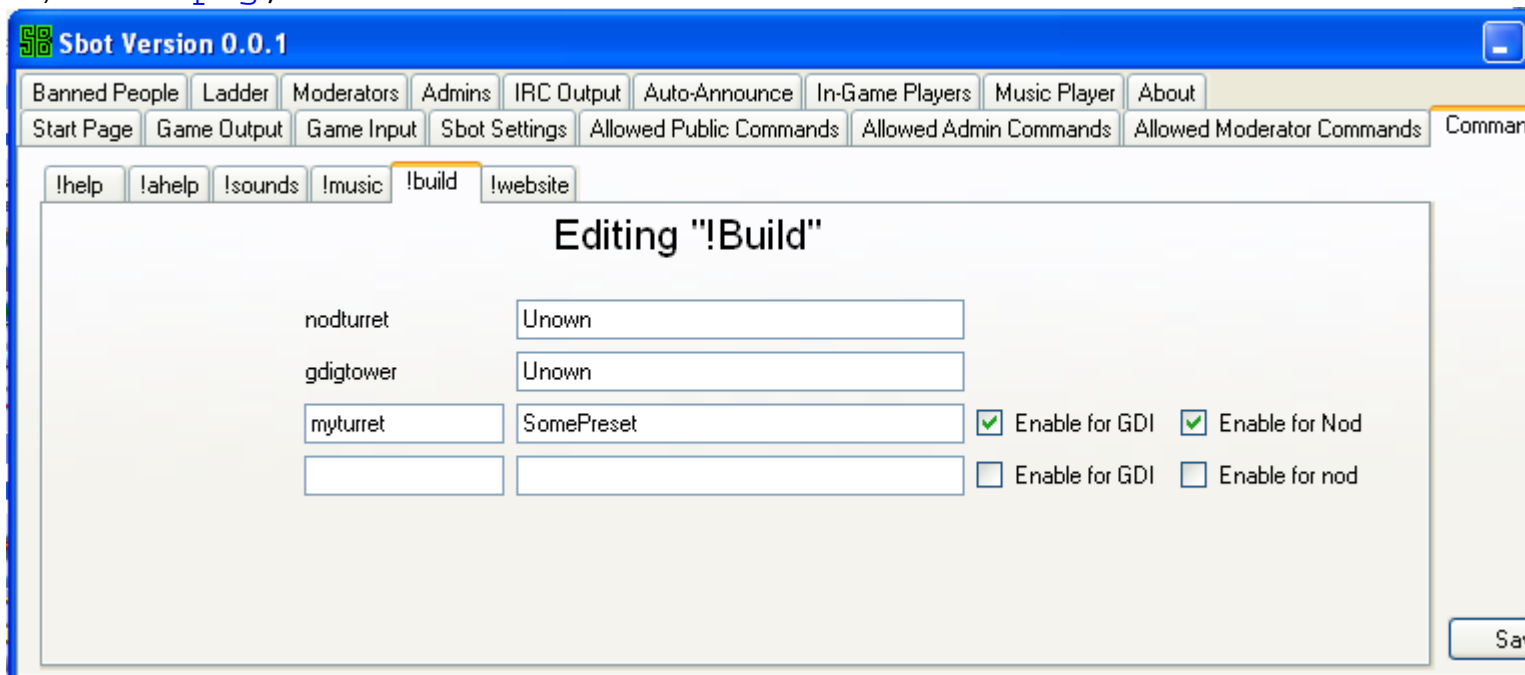 SB Sbot Version 0.0.1
Banned People Ladder Moderators Admins IRC Output Auto-Announce In-Game Players Music Player About
Start Page Game Output Game Input Sbot Settings Allowed Public Commands Allowed Admin Commands Allowed Moderator Commands Comman
!help !ahelp !sounds !music !build !website
Editing "!Build"
nodturret Unown
gdigtower Unown
myturret SomePreset Enable for GDI Enable for Nod
Enable for GDI Enable for nod
Sav